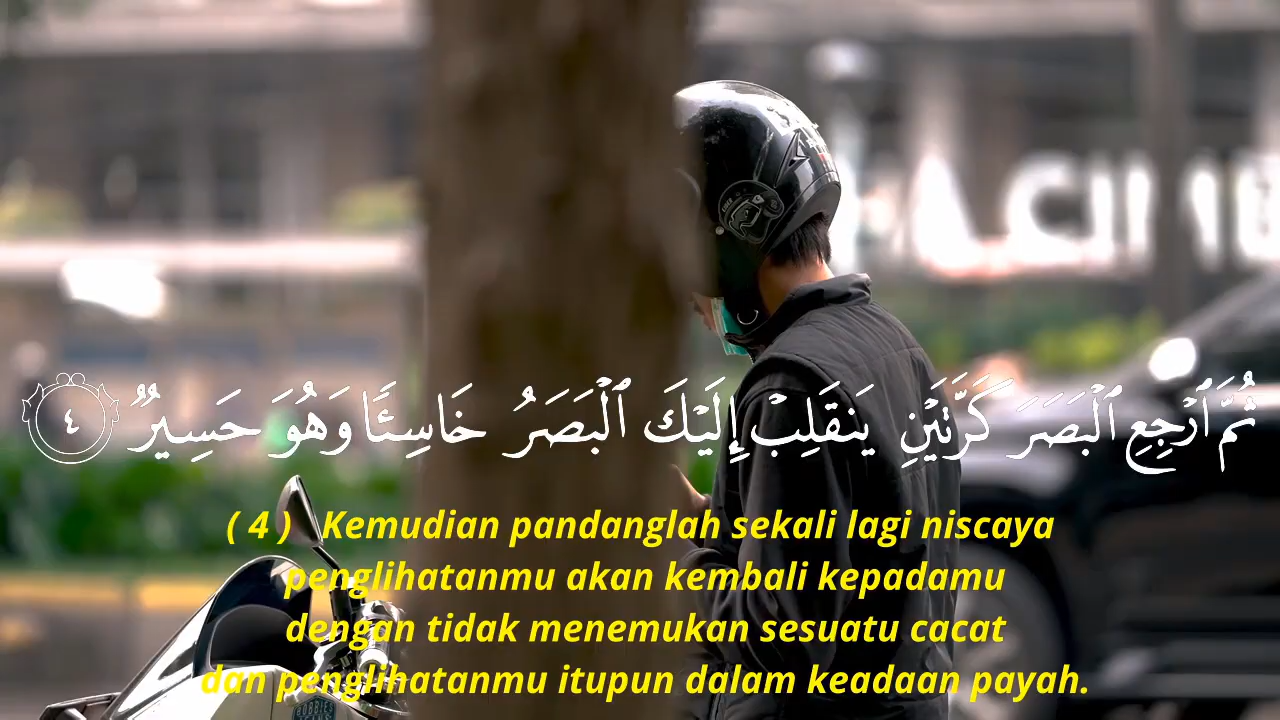 ثُمَّ ٱرْجِعِ ٱلْبَصَرَ كَرَّتَيْنِ يَنقَلِبْ إِلَيْكَ ٱلْبَصَرُ خَاسِئًا وَهُوَ حَسِيرٌ ٤
( 4 ) Kemudian pandanglah sekali lagi niscaya
penglihatanmu akan kembali kepadamu
dengan tidak menemukan sesuatu cacat
dan penglihatanmu itupun dalam keadaan payah.